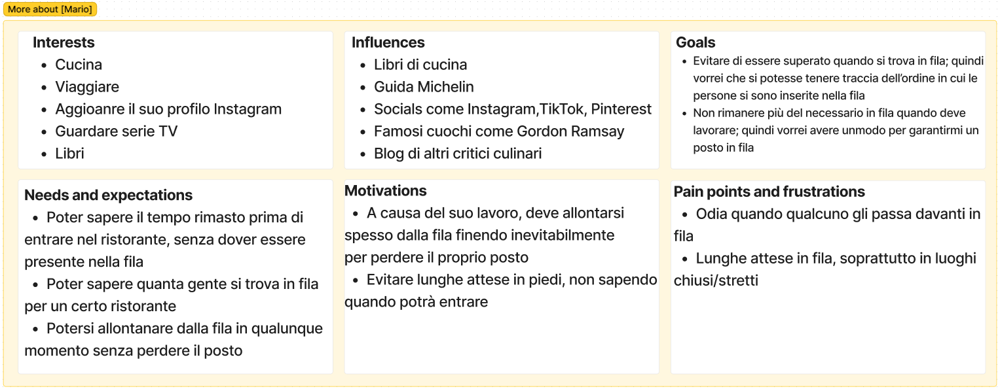 More about [Mario]
Interests
• Cucina
• Viaggiare
• Aggioanre il suo profilo Instagram
• Guardare serie TV
• Libri
Influences
• Libri di cucina
• Guida Michelin
• Socials come Instagram,TikTok, Pinterest
• Famosi cuochi come Gordon Ramsay
• Blog di altri critici culinari
Goals
• Evitare di essere superato quando si trova in fila; quindi
vorrei che si potesse tenere traccia dell’ordine in cui le
persone si sono inserite nella fila
• Non rimanere più del necessario in fila quando deve
lavorare; quindi vorrei avere unmodo per garantirmi un
posto in fila
Needs and expectations
• Poter sapere il tempo rimasto prima di
entrare nel ristorante, senza dover essere
presente nella fila
• Poter sapere quanta gente si trova in fila
per un certo ristorante
• Potersi allontanare dalla fila in qualunque
momento senza perdere il posto
Motivations
• A causa del suo lavoro, deve allontarsi
spesso dalla fila finendo inevitabilmente
per perdere il proprio posto
• Evitare lunghe attese in piedi, non sapendo
quando potrà entrare
Pain points and frustrations
• Odia quando qualcuno gli passa davanti in
fila
• Lunghe attese in fila, soprattutto in luoghi
chiusi/stretti